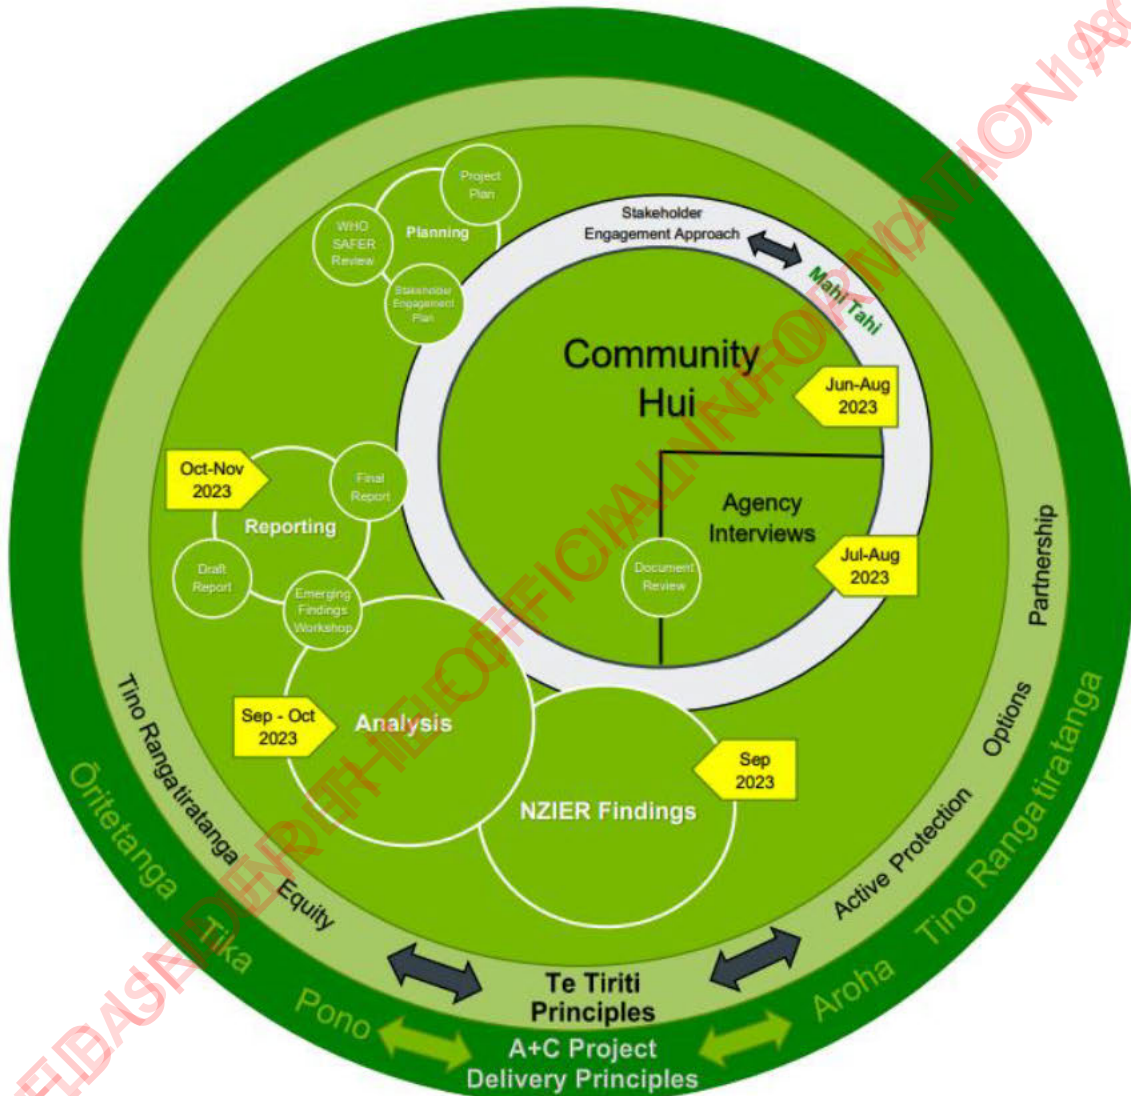 Project
Plan
WHO
SAFER
Review
Planning
Stakeholder
Engagement
Plan
Stakeholder
Engagement Approach
Mahi Tahi
Community
Hui
Jun-Aug
2023
Agency
Interviews
Jul-Aug
2023
Document
Review
Oct-Nov
2023
Final
Report
Reporting
Draft
Report
Emerging
Findings
Workshop
Sep - Oct
2023
Analysis
Sep
2023
NZIER Findings
Tino Rangatiratanga
Equity
Te Tiriti
Principles
Active Protection
Options
Partnership
Ōritetanga
Tika
Pono
A+C Project
Delivery Principles
Aroha
Tino Rangatiratanga